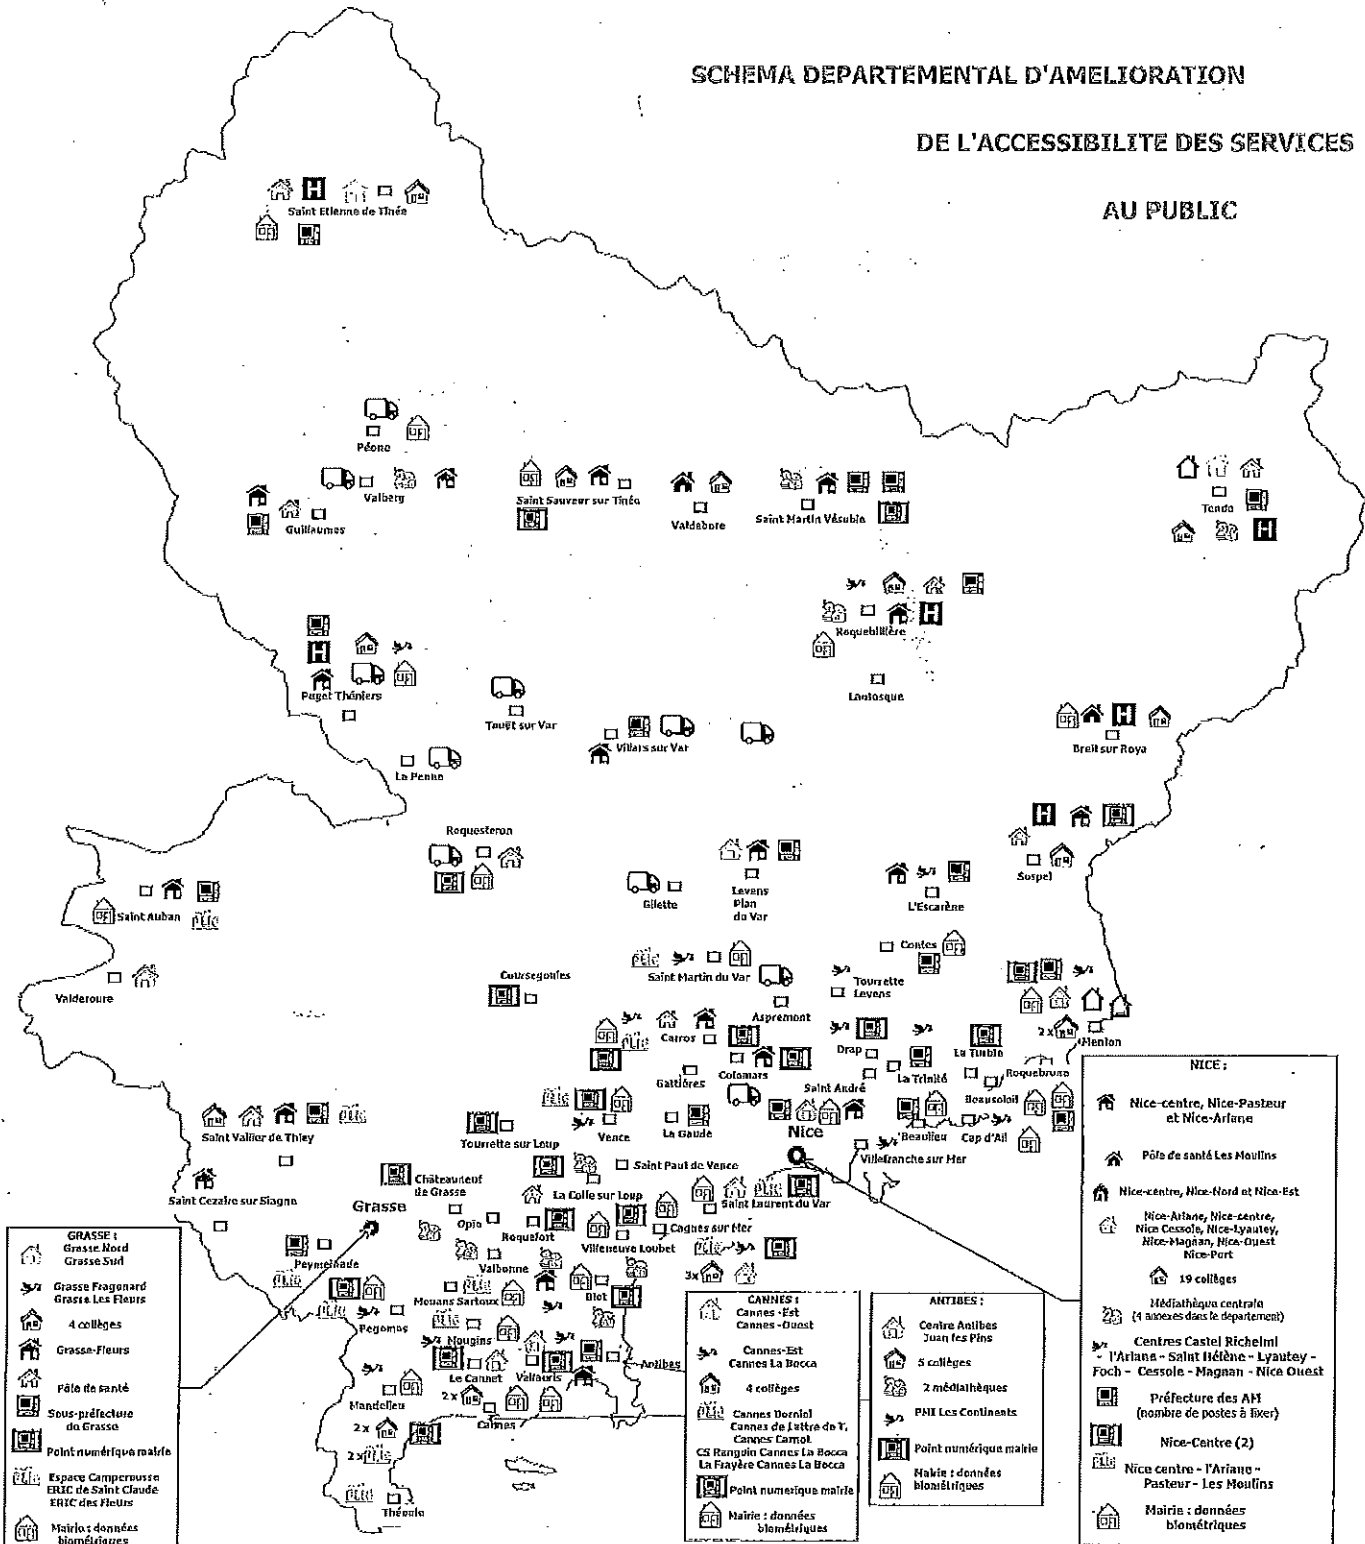 SCHEMA DEPARTEMENTAL D'AMELIORATION
DE L'ACCESSIBILITE DES SERVICES
AU PUBLIC
H
Saint Etienne de Tinée
Péone
Valberg
Guillaumes
Saint Sauveur sur Tinée
Valdeblore
Saint Martin Vésubie
Tende
H
H
Roquebillière
Lantosque
H
Puget Théniers
Touët sur Var
Villars sur Var
La Penne
H
Breil sur Roya
H
Sospel
Roquesteron
Gilette
Levens
Plan
du Var
L'Escarène
Saint Auban
Valderoure
Contes
Saint Martin du Var
Tourrette
Levens
Coursegoules
Aspremont
2 x
Menton
Carros
Drap
La Turbie
Colomars
La Trinité
Roquebrune
Gattières
Saint André
Beausoleil
Saint Vallier de Thiey
Tourrette sur Loup
Vence
La Gaude
Nice
Beaulieu
Cap d'Ail
Villefranche sur Mer
Saint Paul de Vence
Saint Cezaire sur Siagne
Châteauneuf
de Grasse
La Colle sur Loup
Saint Laurent du Var
Grasse
Opio
Roquefort
Cagnes sur Mer
Villeneuve Loubet
Peymeinade
Valbonne
3x
Biot
Mouans Sartoux
Pegomas
Mougins
Antibes
Le Cannet
Vallauris
Mandelieu
2 x
Cannes
2 x
2 x
Théoule
GRASSE :
Grasse Nord
Grasse Sud
Grasse Fragonard
Grasse Les Fleurs
4 collèges
Grasse-Fleurs
Pôle de santé
Sous-préfecture
de Grasse
Point numérique mairie
Espace Camperousse
ERIC de Saint Claude
ERIC des Fleurs
Mairie : données
biométriques
CANNES :
Cannes -Est
Cannes -Ouest
Cannes-Est
Cannes La Bocca
4 collèges
Cannes Borniol
Cannes de Lattre de T.
Cannes Carnot
CS Ranguin Cannes La Bocca
La Frayère Cannes La Bocca
Point numerique mairie
Mairie : données
biométriques
ANTIBES :
Centre Antibes
Juan les Pins
5 collèges
2 médiathèques
PMI Les Continents
Point numérique mairie
Mairie : données
biométriques
NICE :
Nice-centre, Nice-Pasteur
et Nice-Ariane
Pôle de santé Les Moulins
Nice-centre, Nice-Nord et Nice-Est
Nice-Ariane, Nice-centre,
Nice Cessole, Nice-Lyautey,
Nice-Magnan, Nice-Ouest
Nice-Port
19 collèges
Médiathèque centrale
(4 annexes dans le departement)
Centres Castel Richelmi
- l'Ariane - Saint Hélène - Lyautey -
Foch - Cessole - Magnan - Nice Ouest
Préfecture des AM
(nombre de postes à fixer)
Nice-Centre (2)
Nice centre - l'Ariane -
Pasteur - Les Moulins
Mairie : données
biométriques